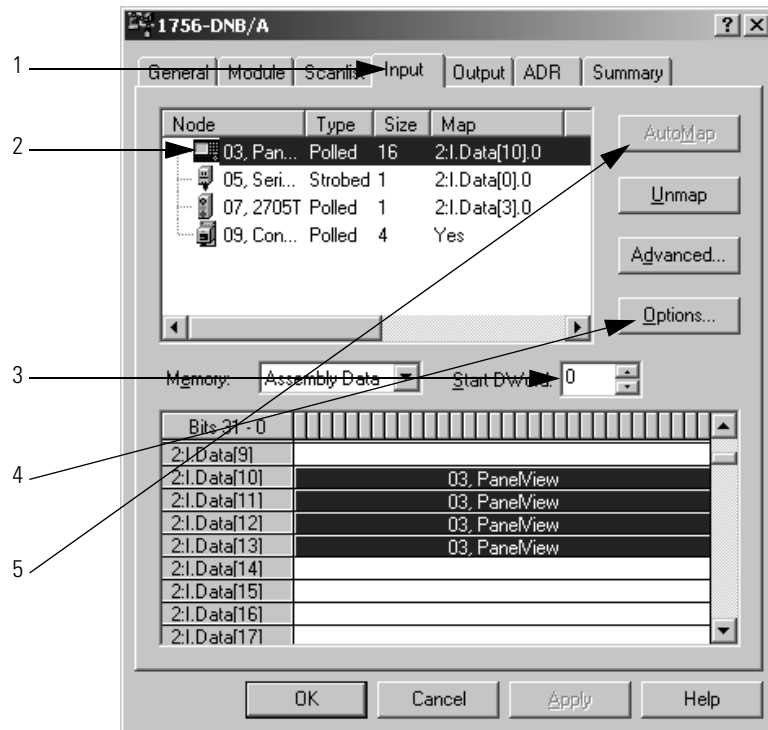 1756-DNB/A
? ×
1
General Module Scanlist Input Output ADR Summary
Node Type Size Map
AutoMap
2
03, Pan... Polled 16 2:I.Data[10].0
05, Seri... Strobed 1 2:I.Data[0].0
07, 2705T Polled 1 2:I.Data[3].0
09, Con... Polled 4 Yes
Unmap
Advanced...
Options...
3
Memory: Assembly Data Start DWord: 0
Bits 31 - 0
2:I.Data[9]
4
2:I.Data[10] 03, PanelView
2:I.Data[11] 03, PanelView
2:I.Data[12] 03, PanelView
2:I.Data[13] 03, PanelView
5
2:I.Data[14]
2:I.Data[15]
2:I.Data[16]
2:I.Data[17]
OK Cancel Apply Help